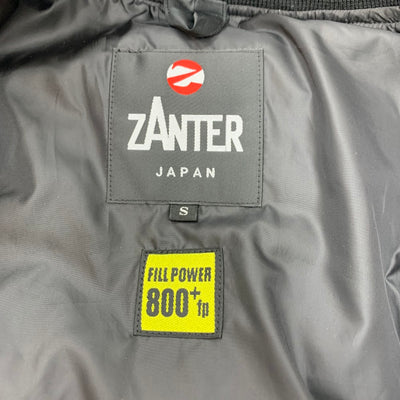 ZANTER
JAPAN
S
FILL POWER
800+fp